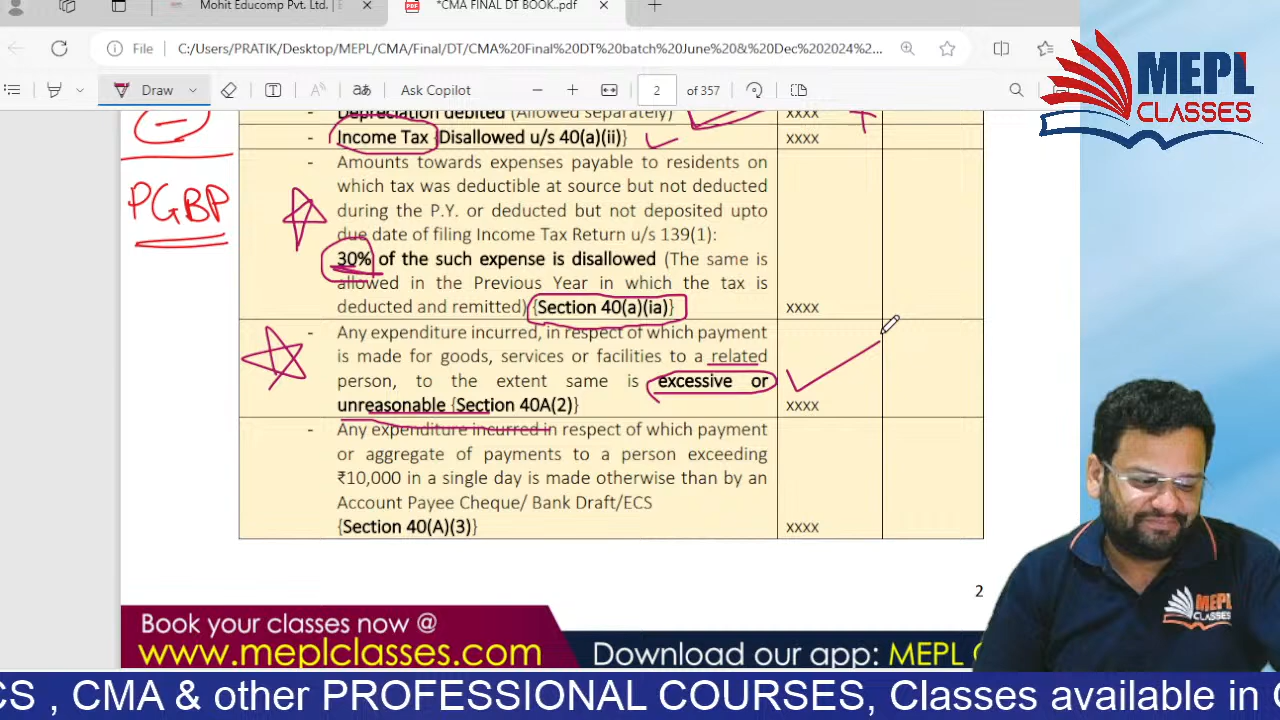 Mohit Educomp Pvt. Ltd. | E
*CMA FINAL DT BOOK..pdf
File
C:/Users/PRATIK/Desktop/MEPL/CMA/Final/DT/CMA%20Final%20DT%20batch%20June%20&%20Dec%202024%2...
Draw
Ask Copilot
2
of 357
MEPL
CLASSES
- Depreciation debited (Allowed separately) xxxx
- Income Tax {Disallowed u/s 40(a)(ii)} xxxx
PGBP
- Amounts towards expenses payable to residents on
which tax was deductible at source but not deducted
during the P.Y. or deducted but not deposited upto
due date of filing Income Tax Return u/s 139(1):
30% of the such expense is disallowed (The same is
allowed in the Previous Year in which the tax is
deducted and remitted) {Section 40(a)(ia)} xxxx
- Any expenditure incurred, in respect of which payment
is made for goods, services or facilities to a related
person, to the extent same is excessive or
unreasonable {Section 40A(2)} xxxx
- Any expenditure incurred in respect of which payment
or aggregate of payments to a person exceeding
₹10,000 in a single day is made otherwise than by an
Account Payee Cheque/ Bank Draft/ECS
{Section 40(A)(3)} xxxx
2
MEPL
CLASSES
Book your classes now @
www.meplclasses.com
Download our app: MEPL
CS , CMA & other PROFESSIONAL COURSES, Classes available in